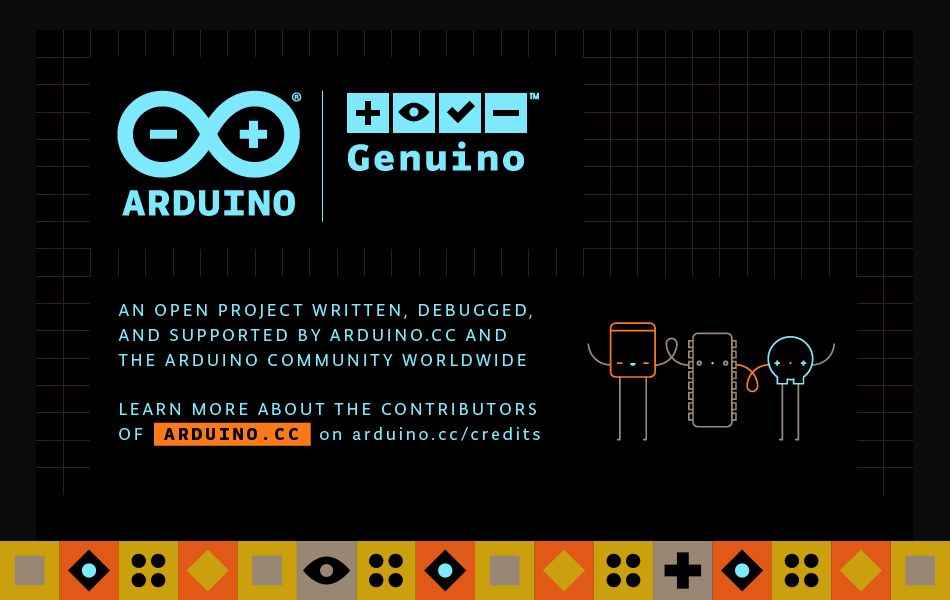 ARDUINO ®
Genuino ™
AN OPEN PROJECT WRITTEN, DEBUGGED,
AND SUPPORTED BY ARDUINO.CC AND
THE ARDUINO COMMUNITY WORLDWIDE
LEARN MORE ABOUT THE CONTRIBUTORS
OF ARDUINO.CC on arduino.cc/credits